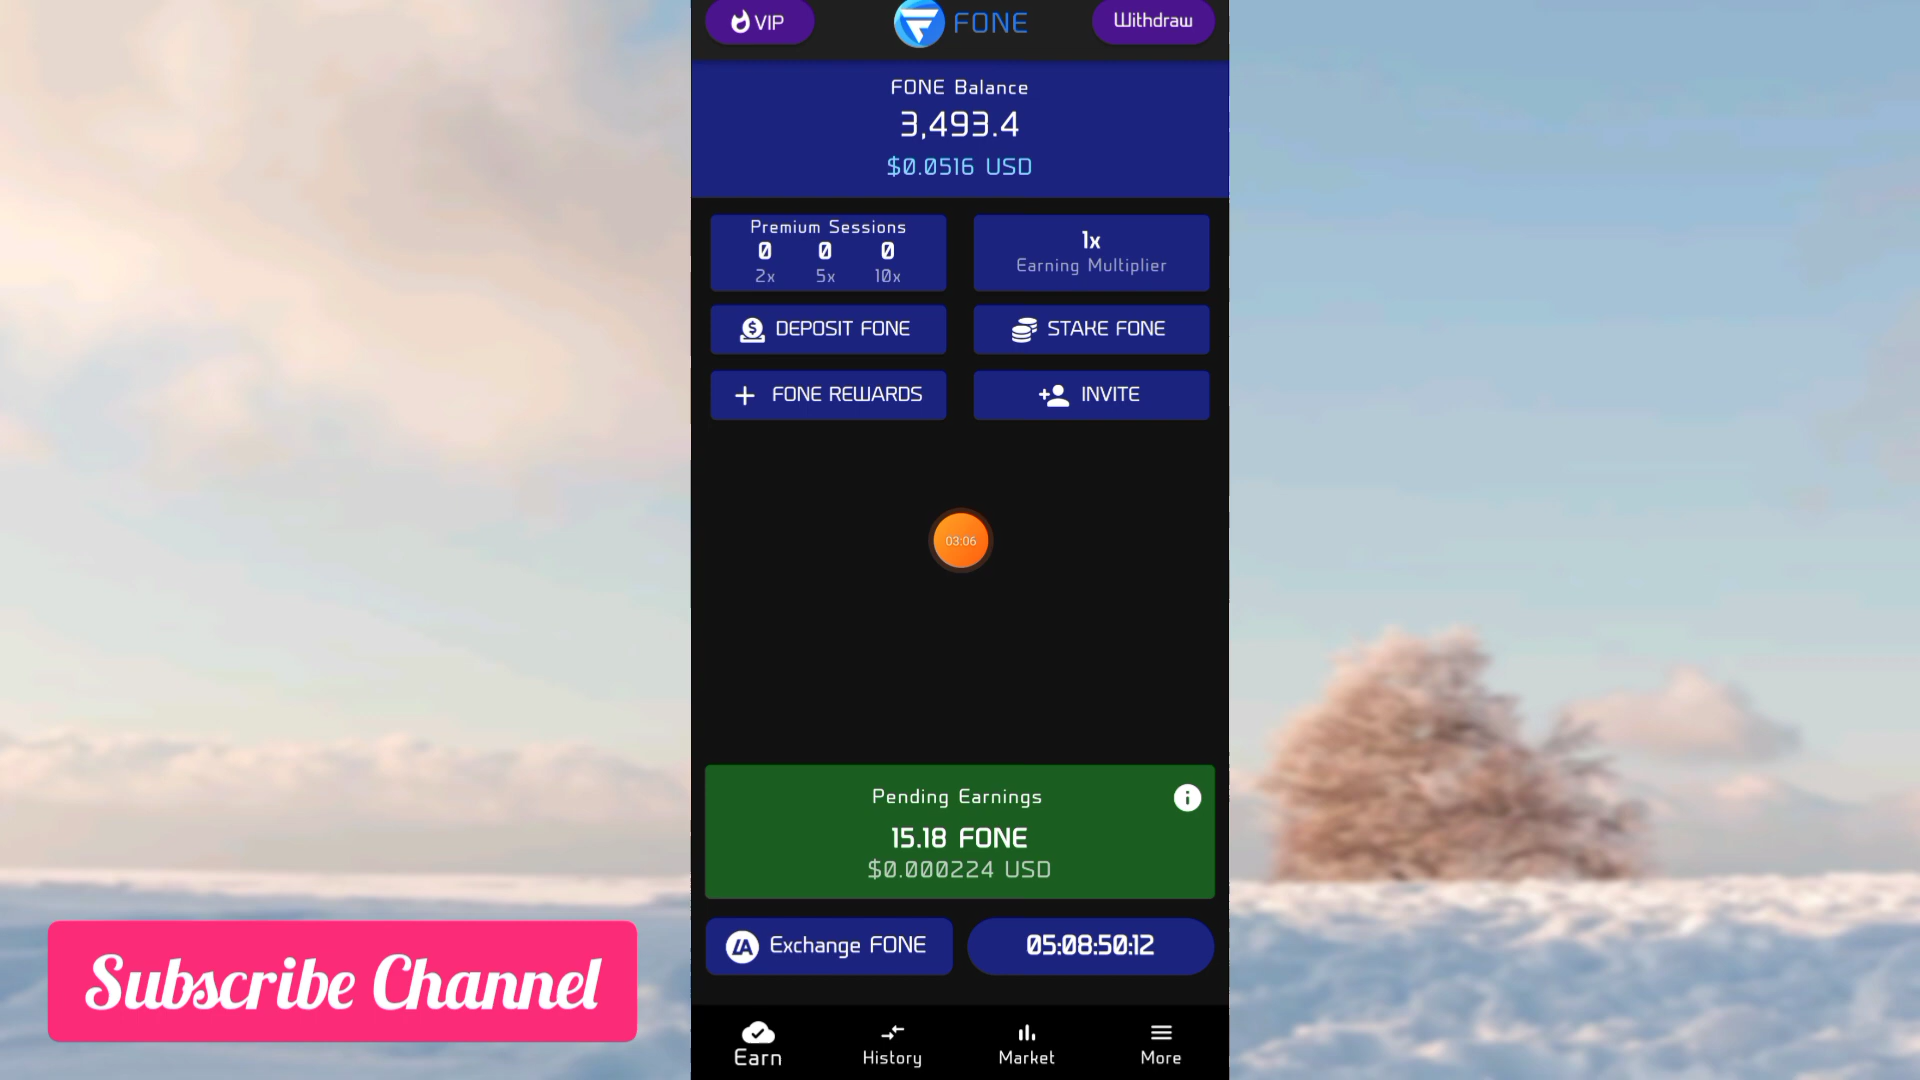 VIP
FONE
Withdraw
FONE Balance
3,493.4
$0.0516 USD
Premium Sessions
0 0 0
2x 5x 10x
1x
Earning Multiplier
DEPOSIT FONE
STAKE FONE
FONE REWARDS
INVITE
03:06
Pending Earnings
15.18 FONE
$0.000224 USD
Exchange FONE
05:08:50:12
Subscribe Channel
Earn
History
Market
More